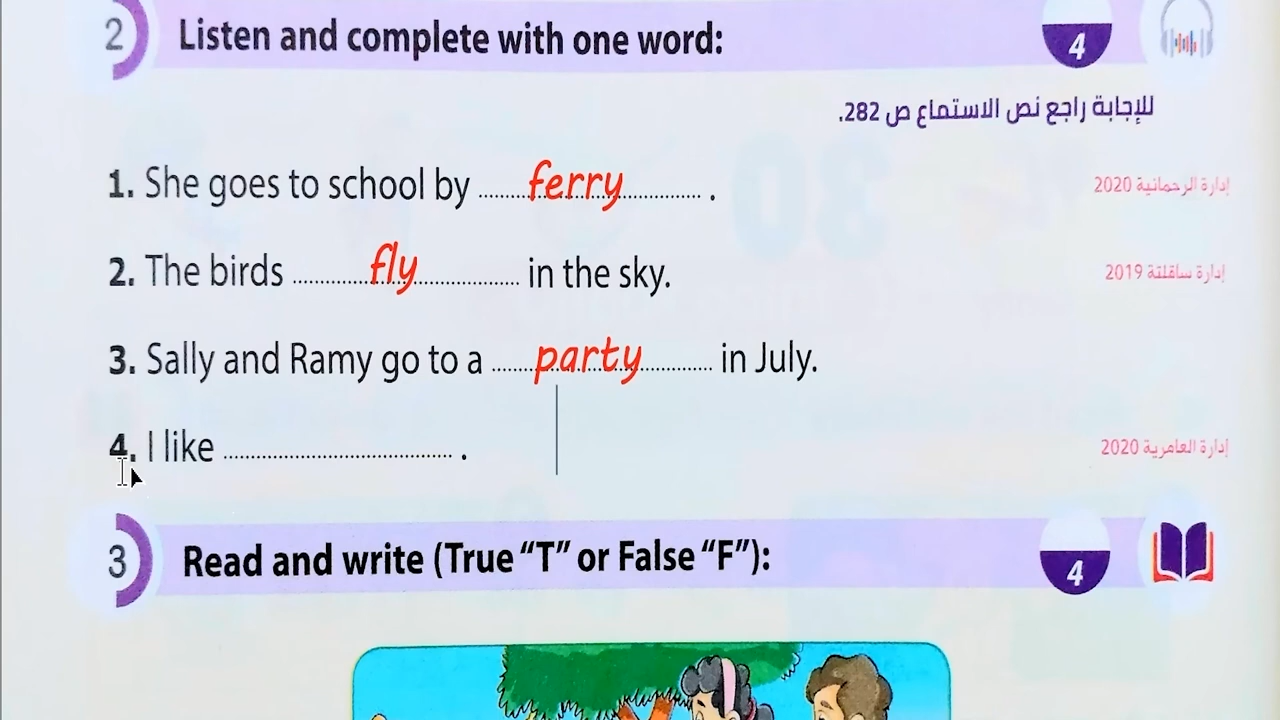 2 Listen and complete with one word: 4
للإجابة راجع نص الاستماع ص 282.
1. She goes to school by ferry . إدارة الرحمانية 2020
2. The birds fly in the sky. إدارة ساقلتة 2019
3. Sally and Ramy go to a party in July.
4. I like . إدارة العامرية 2020
3 Read and write (True “T” or False “F”): 4